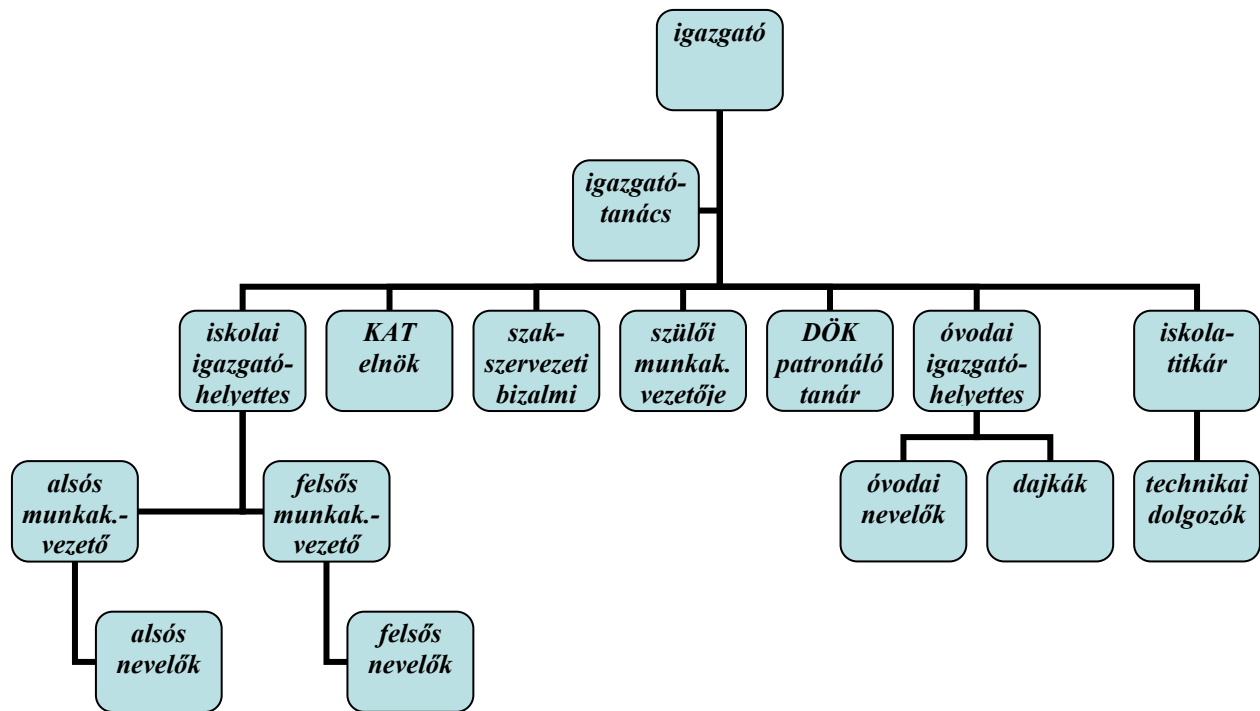 igazgató
igazgató-
tanács
iskolai
igazgató-
helyettes
KAT
elnök
szak-
szervezeti
bizalmi
szülői
munkak.
vezetője
DÖK
patronáló
tanár
óvodai
igazgató-
helyettes
iskola-
titkár
alsós
munkak.-
vezető
felsős
munkak.-
vezető
óvodai
nevelők
dajkák
technikai
dolgozók
alsós
nevelők
felsős
nevelők